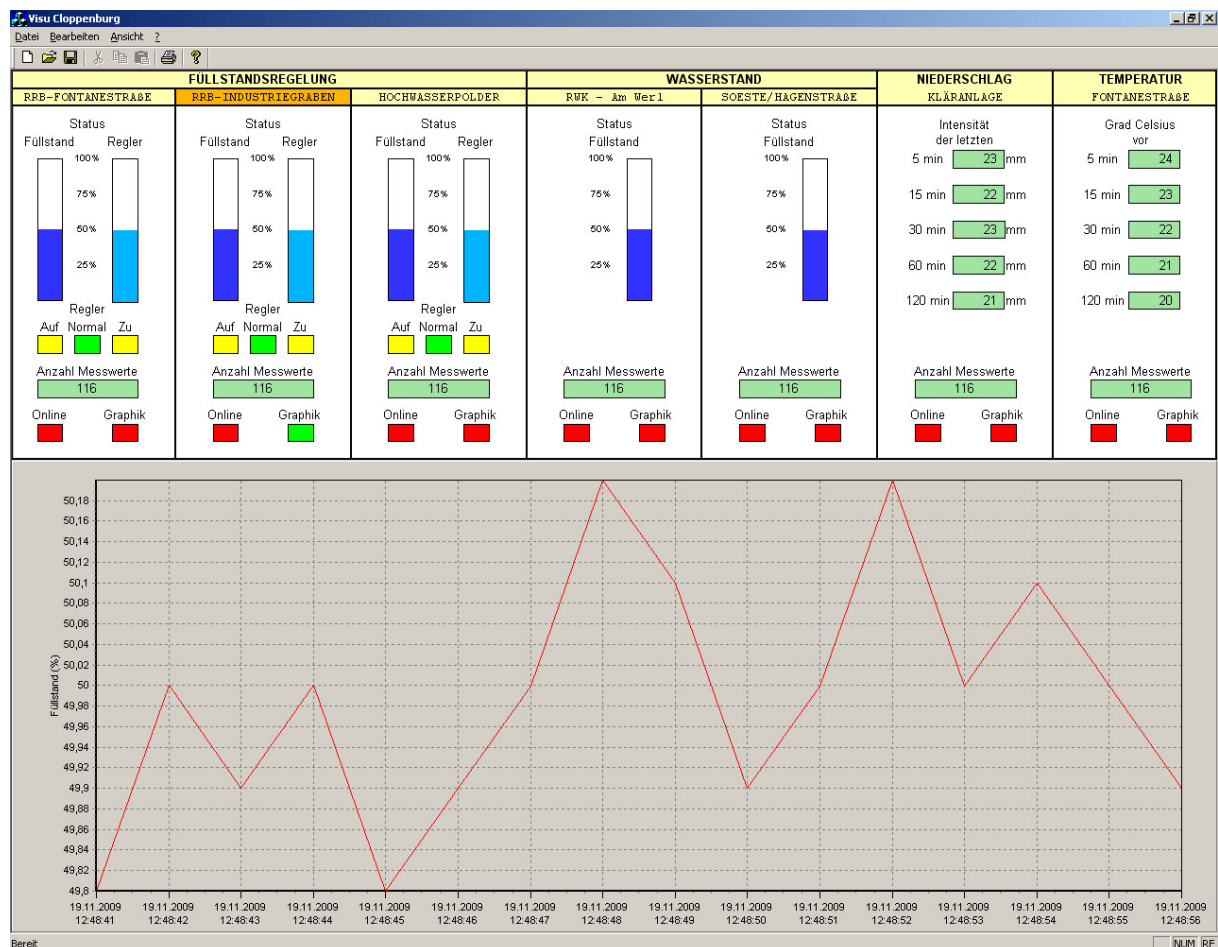 Visu Cloppenburg
Datei Bearbeiten Ansicht ?
FÜLLSTANDSREGELUNG WASSERSTAND NIEDERSCHLAG TEMPERATUR
RRB-FONTANESTRAßE RRB-INDUSTRIEGRABEN HOCHWASSERPOLDER RWK - Am Werl SOESTE/HAGENSTRAßE KLÄRANLAGE FONTANESTRAßE
Status Status Status Status Status Intensität Grad Celsius
Füllstand Regler Füllstand Regler Füllstand Regler Füllstand Füllstand der letzten vor
100% 100% 100% 100% 100% 5 min 23 mm 5 min 24
75% 75% 75% 75% 75% 15 min 22 mm 15 min 23
50% 50% 50% 50% 50% 30 min 23 mm 30 min 22
25% 25% 25% 25% 25% 60 min 22 mm 60 min 21
120 min 21 mm 120 min 20
Regler Regler Regler
Auf Normal Zu Auf Normal Zu Auf Normal Zu
Anzahl Messwerte Anzahl Messwerte Anzahl Messwerte Anzahl Messwerte Anzahl Messwerte Anzahl Messwerte Anzahl Messwerte
116 116 116 116 116 116 116
Online Graphik Online Graphik Online Graphik Online Graphik Online Graphik Online Graphik Online Graphik
Füllstand (%)
50,18
50,16
50,14
50,12
50,1
50,08
50,06
50,04
50,02
50
49,98
49,96
49,94
49,92
49,9
49,88
49,86
49,84
49,82
49,8
19.11.2009 19.11.2009 19.11.2009 19.11.2009 19.11.2009 19.11.2009 19.11.2009 19.11.2009 19.11.2009 19.11.2009 19.11.2009 19.11.2009 19.11.2009 19.11.2009 19.11.2009 19.11.2009
12:48:41 12:48:42 12:48:43 12:48:44 12:48:45 12:48:46 12:48:47 12:48:48 12:48:49 12:48:50 12:48:51 12:48:52 12:48:53 12:48:54 12:48:55 12:48:56
Bereit NUM RF